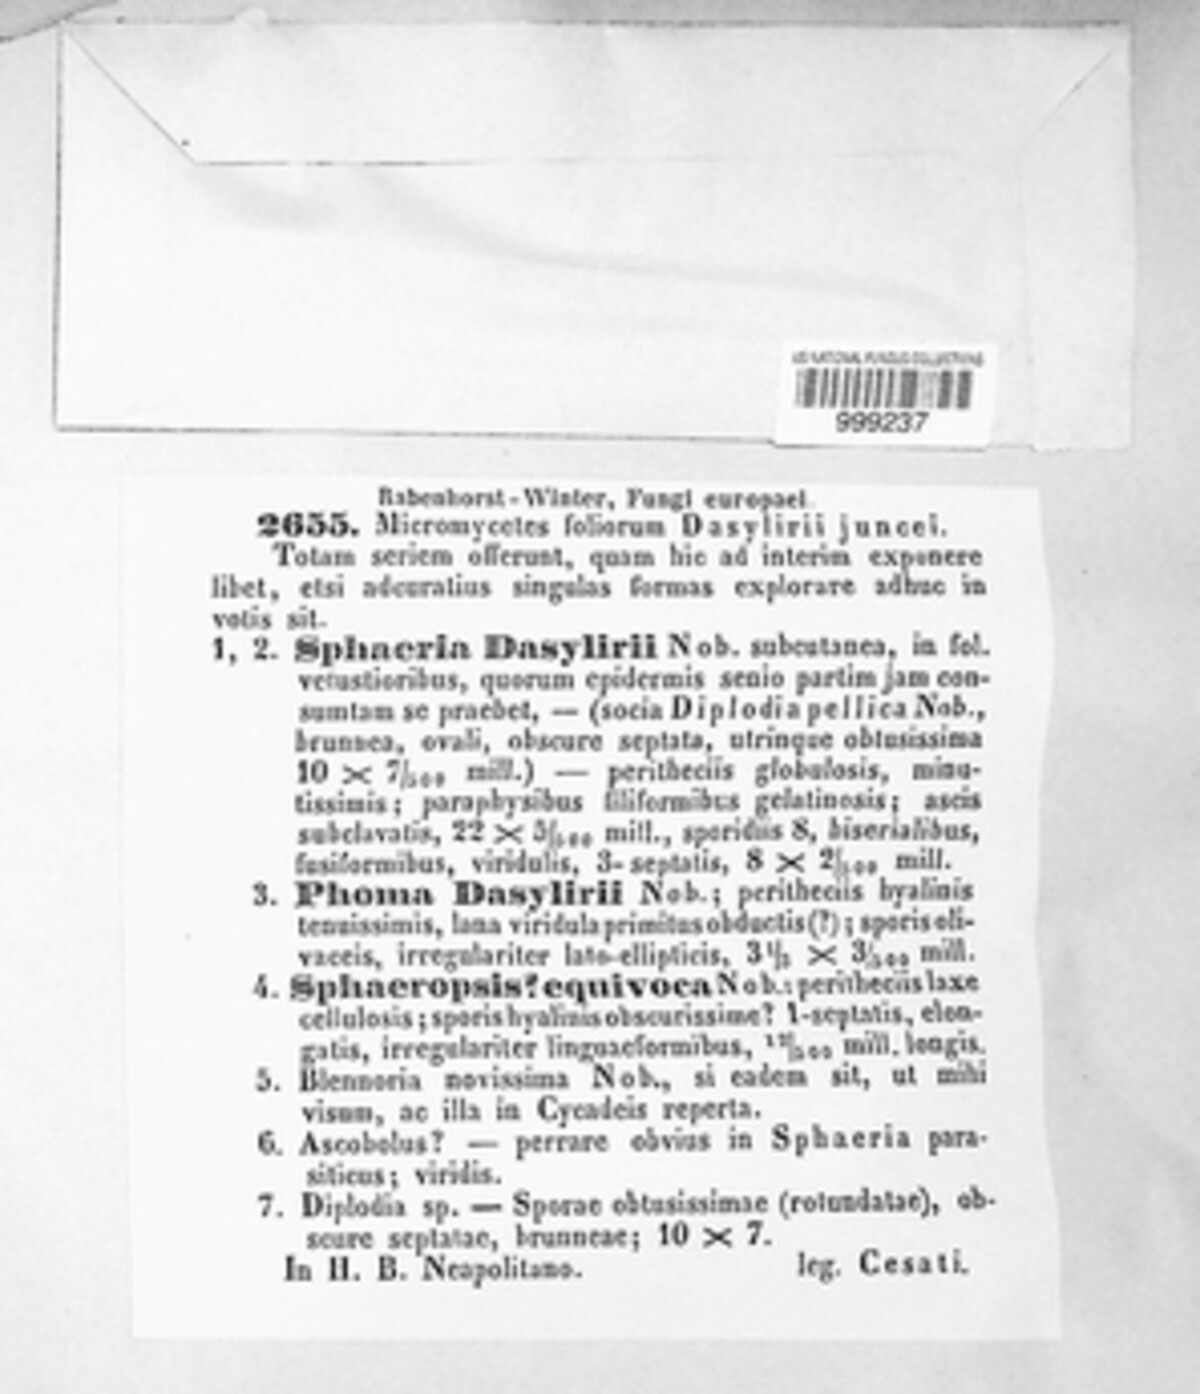 US NATIONAL FUNGUS COLLECTIONS
999237
Rabenhorst-Winter, Fungi europaei.
2655. Micromycetes foliorum Dasylirii juncei.
Totam seriem offerunt, quam hic ad interim exponere
libet, etsi adcuratius singulas formas explorare adhuc in
votis sit.
1, 2. Sphaeria Dasylirii Nob. subcutanea, in fol.
vetustioribus, quorum epidermis senio partim jam con-
sumtam se praebet, — (socia Diplodia pellica Nob.,
brunnea, ovali, obscure septata, utrinque obtusissima
10 × 7/500 mill.) — peritheciis globulosis, minu-
tissimis; paraphysibus filiformibus gelatinosis; ascis
subclavatis, 22 × 5/500 mill., sporidiis 8, biserialibus,
fusiformibus, viridulis, 3-septatis, 8 × 2/500 mill.
3. Phoma Dasylirii Nob.; peritheciis hyalinis
tenuissimis, lana viridula primitus obductis (?); sporis oli-
vaceis, irregulariter lato-ellipticis, 3 1/2 × 3/500 mill.
4. Sphaeropsis? equivoca Nob.: peritheciis laxe
cellulosis; sporis hyalinis obscurissime? 1-septatis, elon-
gatis, irregulariter linguaeformibus, 12/500 mill. longis.
5. Blennoria novissima Nob., si eadem sit, ut mihi
visum, ac illa in Cycadeis reperta.
6. Ascobolus? — perrare obvius in Sphaeria para-
siticus; viridis.
7. Diplodia sp. — Sporae obtusissimae (rotundatae), ob-
scure septatae, brunneae; 10 × 7.
In H. B. Neapolitano. leg. Cesati.